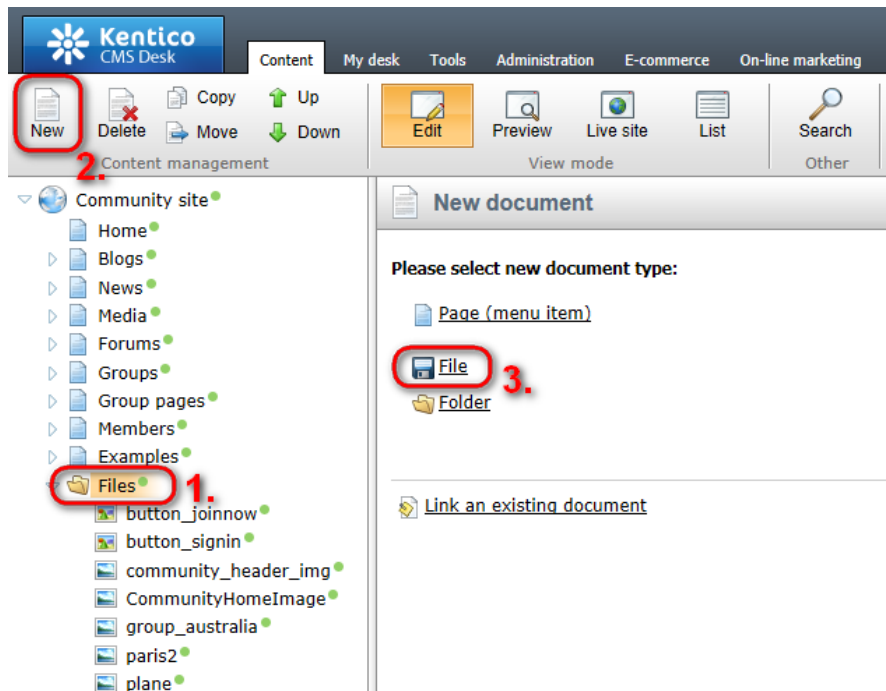 Kentico
CMS Desk
Content My desk Tools Administration E-commerce On-line marketing
New Delete Copy Move Up Down
Content management
Edit Preview Live site List
View mode
Search
Other
2.
Community site
Home
Blogs
News
Media
Forums
Groups
Group pages
Members
Examples
Files
1.
button_joinnow
button_signin
community_header_img
CommunityHomeImage
group_australia
paris2
plane
New document
Please select new document type:
Page (menu item)
File
3.
Folder
Link an existing document